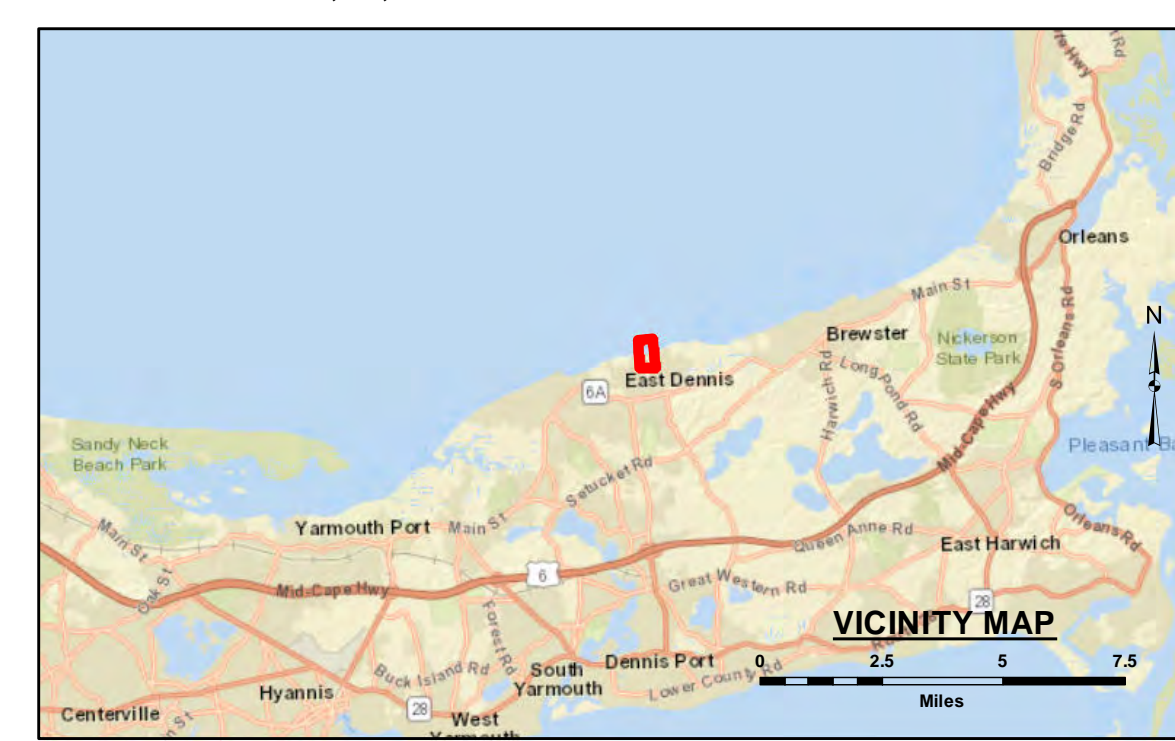 Bridge Rd
Orleans
Main St
S Orleans Rd
N
Brewster
Nickerson
State Park
East Dennis
6A
Harwich Rd
Long Pond Rd
Mid-Cape Hwy
Sandy Neck
Beach Park
Pleasant
Setucket Rd
Main St
Yarmouth Port
Main St
Orleans Rd
Queen Anne Rd
East Harwich
Oak St
Mid-Cape Hwy
6
Great Western Rd
28
Forest Rd
VICINITY MAP
0 2.5 5 7.5
Miles
Buck Island Rd
South
Yarmouth
Dennis Port
Lower County Rd
Hyannis
28
West
Yarmouth
Centerville